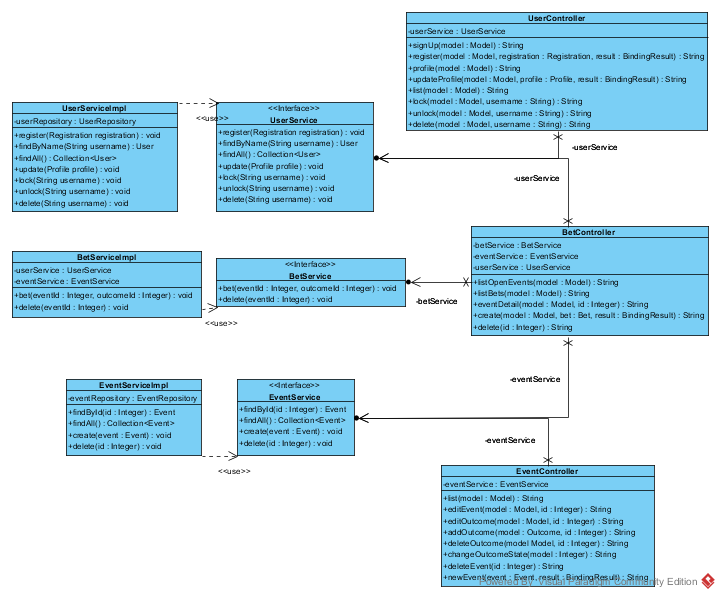 UserController
-userService : UserService
+signUp(model : Model) : String
+register(model : Model, registration : Registration, result : BindingResult) : String
+profile(model : Model) : String
+updateProfile(model : Model, profile : Profile, result : BindingResult) : String
+list(model : Model) : String
+lock(model : Model, username : String) : String
+unlock(model : Model, username : String) : String
+delete(model : Model, username : String) : String
UserServiceImpl
-userRepository : UserRepository
+register(Registration registration) : void
+findByName(String username) : User
+findAll() : Collection<User>
+update(Profile profile) : void
+lock(String username) : void
+unlock(String username) : void
+delete(String username) : void
<<use>>
<<Interface>>
UserService
+register(Registration registration) : void
+findByName(String username) : User
+findAll() : Collection<User>
+update(Profile profile) : void
+lock(String username) : void
+unlock(String username) : void
+delete(String username) : void
-userService
-userService
BetController
-betService : BetService
-eventService : EventService
-userService : UserService
+listOpenEvents(model : Model) : String
+listBets(model : Model) : String
+eventDetail(model : Model, id : Integer) : String
+create(model : Model, bet : Bet, result : BindingResult) : String
+delete(id : Integer) : String
BetServiceImpl
-userService : UserService
-eventService : EventService
+bet(eventId : Integer, outcomeId : Integer) : void
+delete(eventId : Integer) : void
<<use>>
<<Interface>>
BetService
+bet(eventId : Integer, outcomeId : Integer) : void
+delete(eventId : Integer) : void
-betService
-eventService
EventServiceImpl
-eventRepository : EventRepository
+findById(id : Integer) : Event
+findAll() : Collection<Event>
+create(event : Event) : void
+delete(id : Integer) : void
<<use>>
<<Interface>>
EventService
+findById(id : Integer) : Event
+findAll() : Collection<Event>
+create(event : Event) : void
+delete(id : Integer) : void
-eventService
EventController
-eventService : EventService
+list(model : Model) : String
+editEvent(model : Model, id : Integer) : String
+editOutcome(model : Model, id : Integer) : String
+addOutcome(model : Outcome, id : Integer) : String
+deleteOutcome(model Model, id : Integer) : String
+changeOutcomeState(model : Model) : String
+deleteEvent(id : Integer) : String
+newEvent(event : Event, result : BindingResult) : String
Powered By Visual Paradigm Community Edition